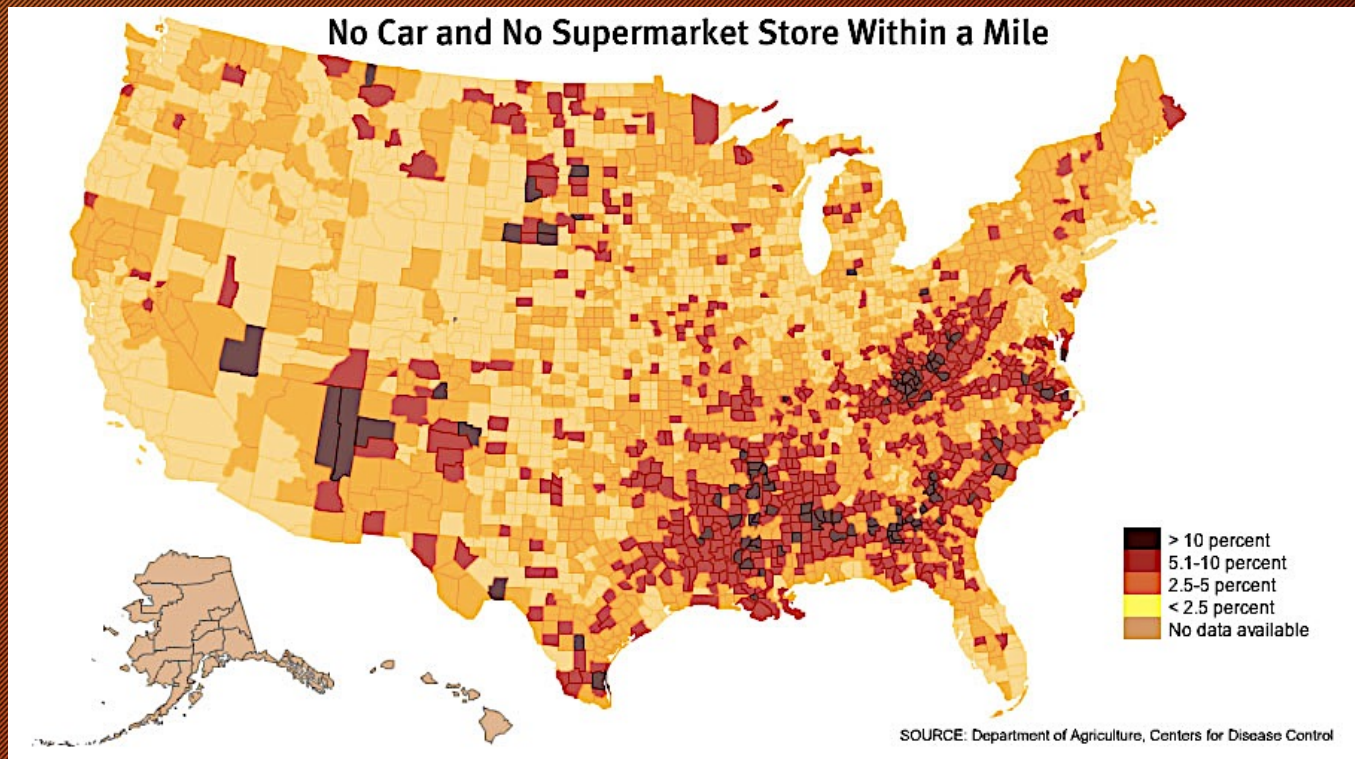 No Car and No Supermarket Store Within a Mile
> 10 percent
5.1-10 percent
2.5-5 percent
< 2.5 percent
No data available
SOURCE: Department of Agriculture, Centers for Disease Control